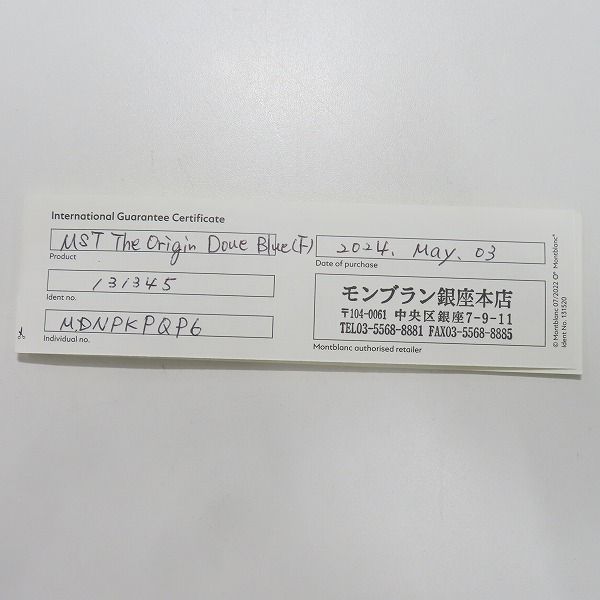 International Guarantee Certificate
MST The Origin Doue Blue(F)
Product
2024. May. 03
Date of purchase
131345
Ident no.
MDNPKPQP6
Individual no.
モンブラン銀座本店
〒104-0061 中央区銀座7-9-11
TEL03-5568-8881 FAX03-5568-8885
Montblanc authorised retailer
© Montblanc 07/2022 O® Montblanc®
Ident No. 131520